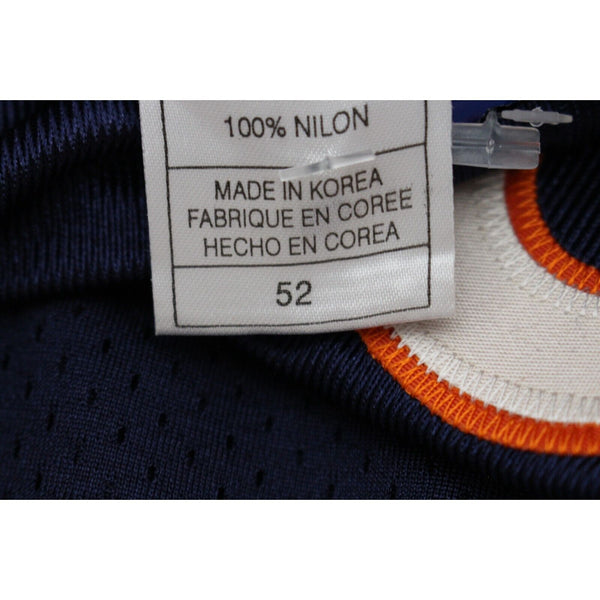 100% NILON
MADE IN KOREA
FABRIQUE EN COREE
HECHO EN COREA
52